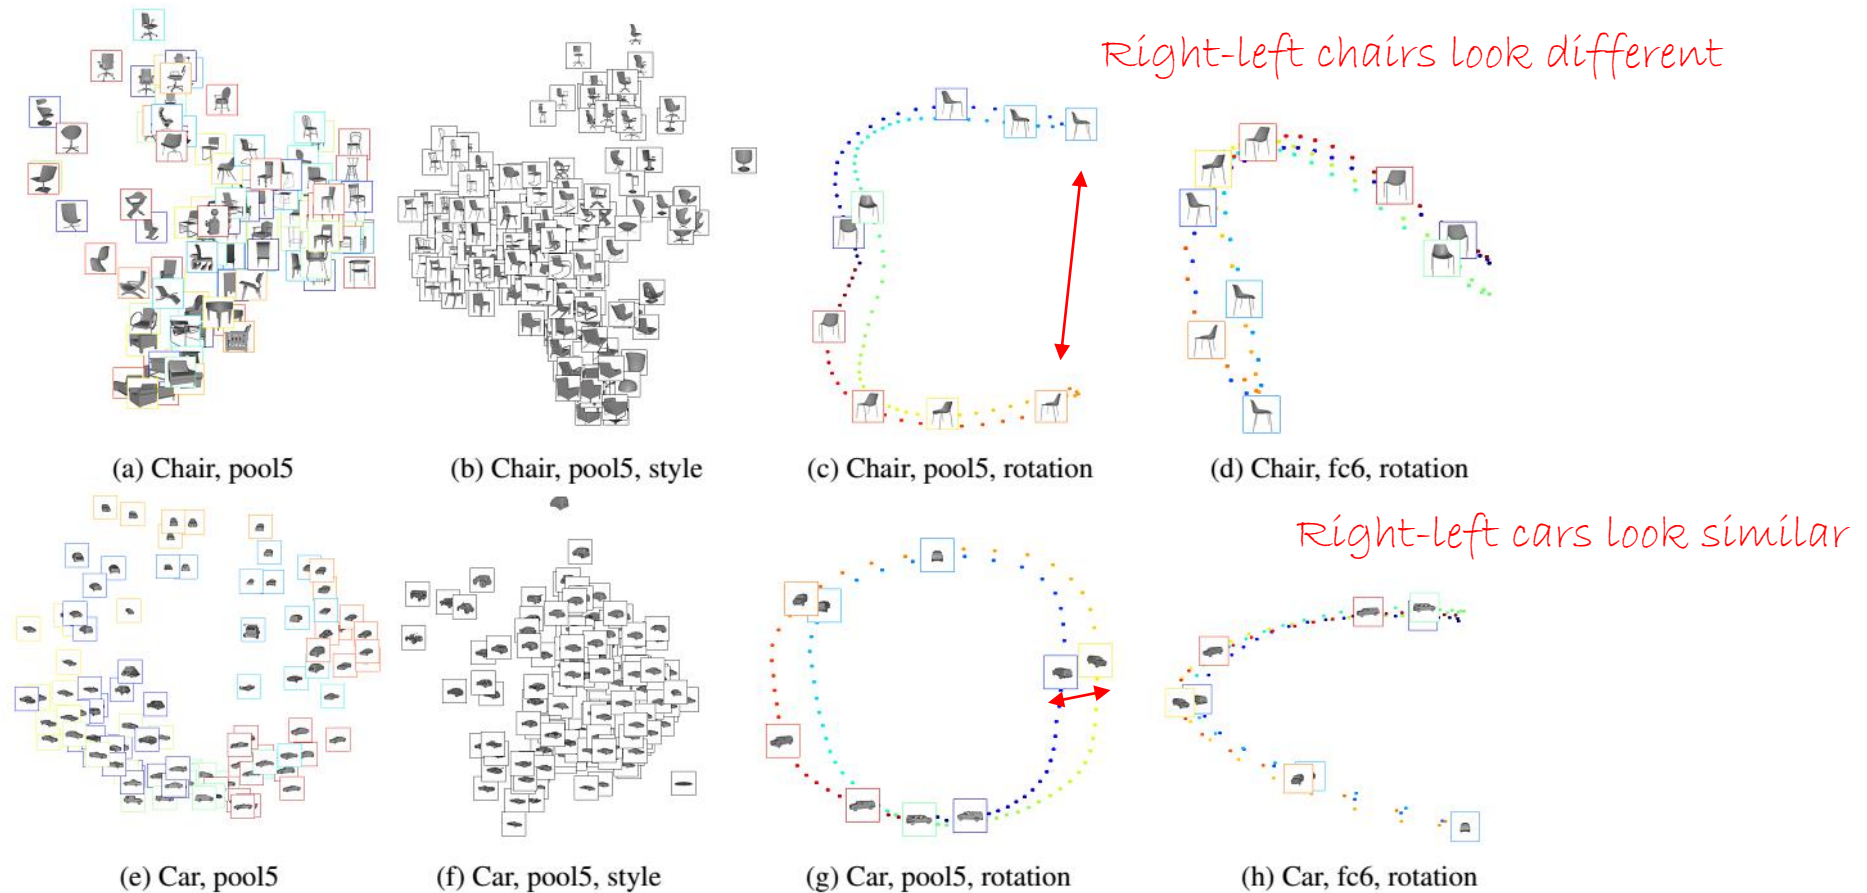 Right-left chairs look different
(a) Chair, pool5
(b) Chair, pool5, style
(c) Chair, pool5, rotation
(d) Chair, fc6, rotation
Right-left cars look similar
(e) Car, pool5
(f) Car, pool5, style
(g) Car, pool5, rotation
(h) Car, fc6, rotation